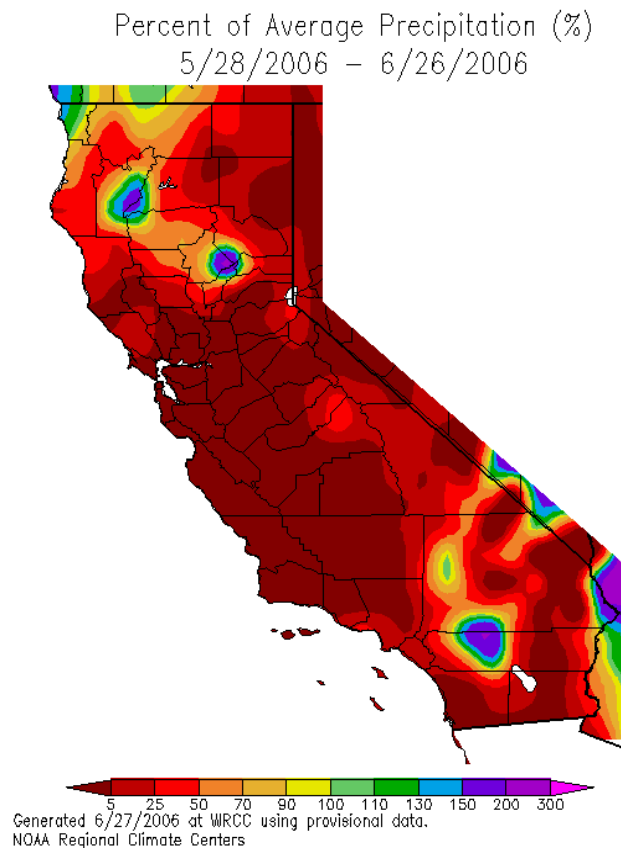 Percent of Average Precipitation (%)
5/28/2006 – 6/26/2006
5 25 50 70 90 100 110 130 150 200 300
Generated 6/27/2006 at WRCC using provisional data.
NOAA Regional Climate Centers